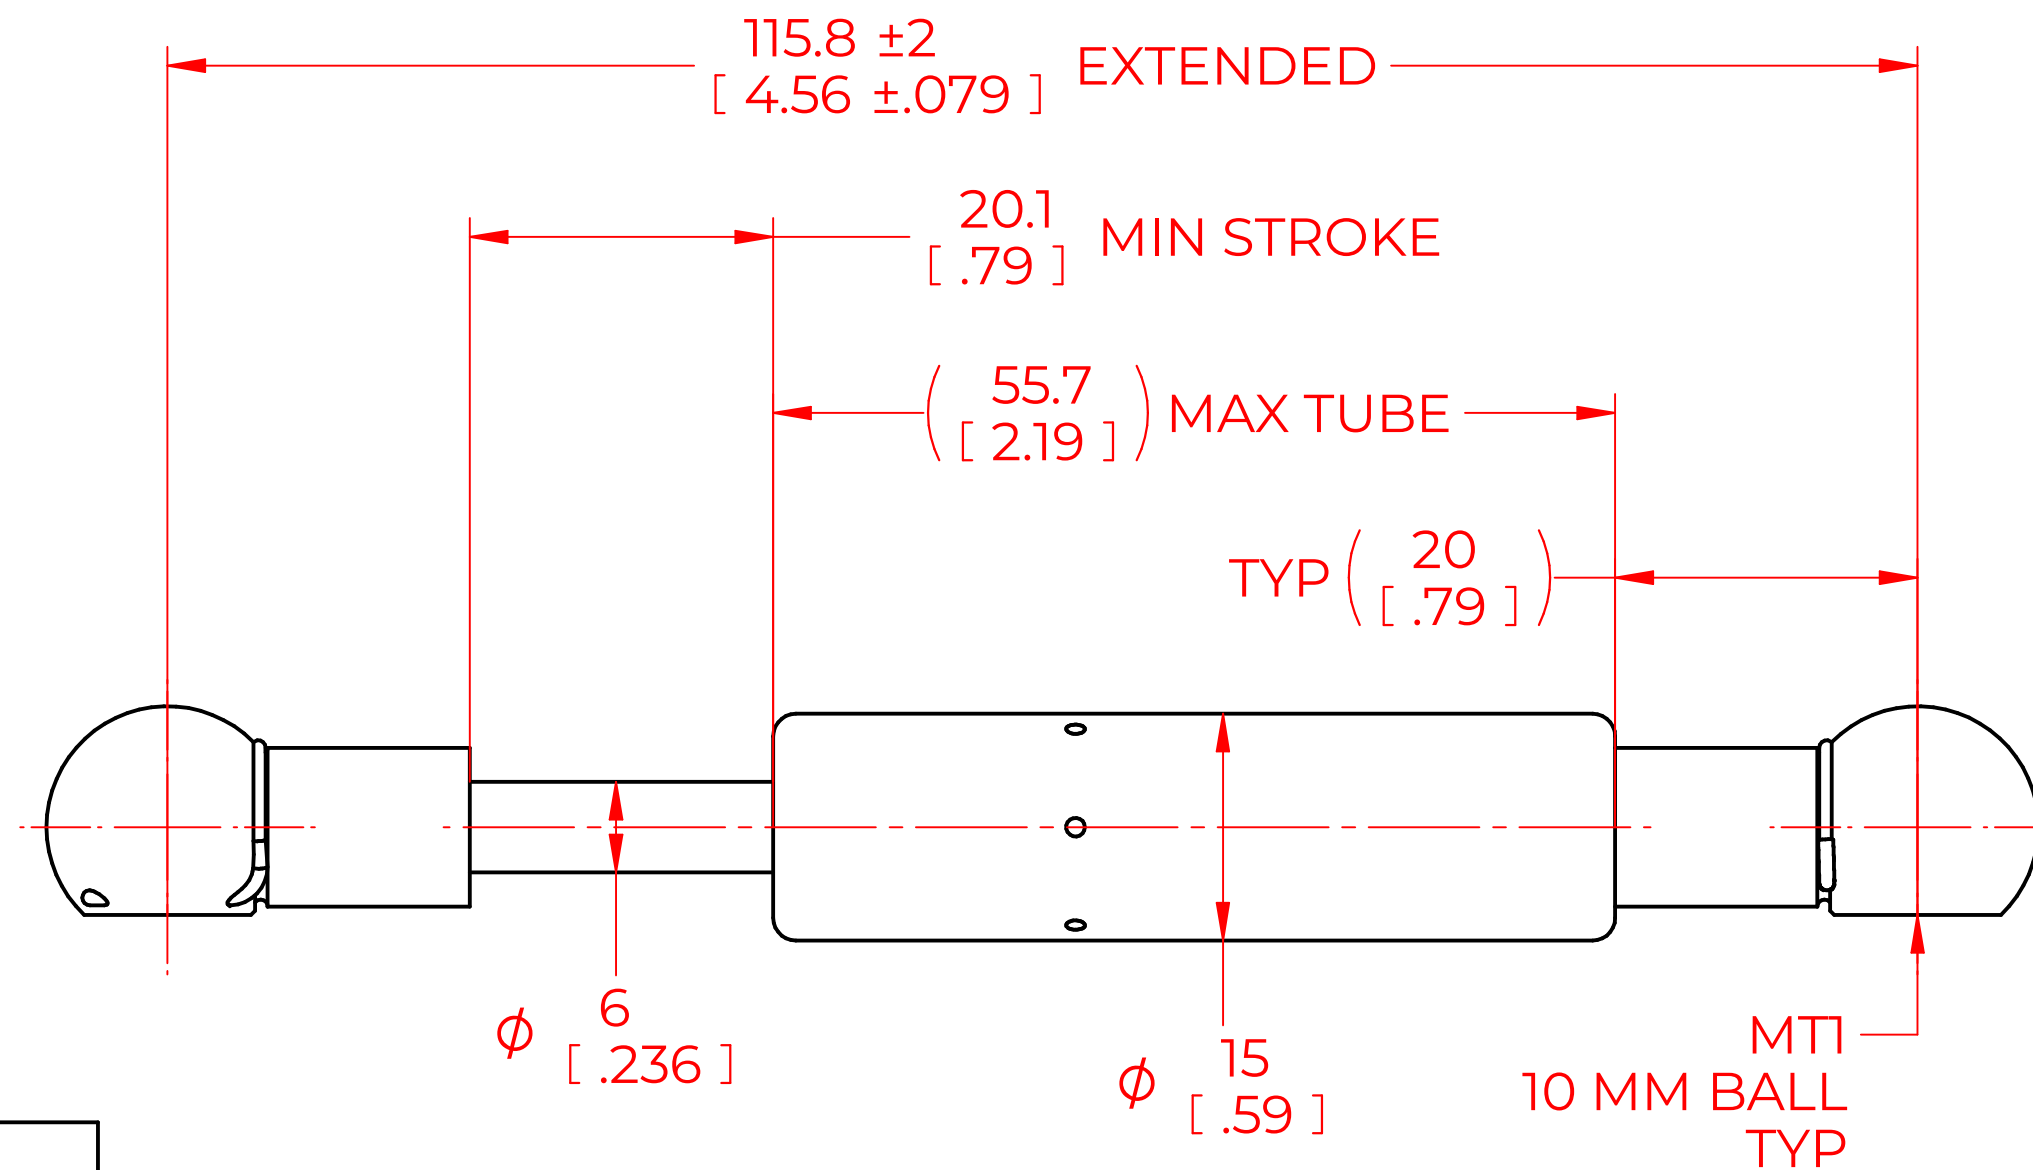 115.8 ±2
[ 4.56 ±.079 ] EXTENDED
20.1
[ .79 ] MIN STROKE
( 55.7
[ 2.19 ] ) MAX TUBE
TYP ( 20
[ .79 ] )
ϕ 6
[ .236 ]
ϕ 15
[ .59 ]
MT1
10 MM BALL
TYP